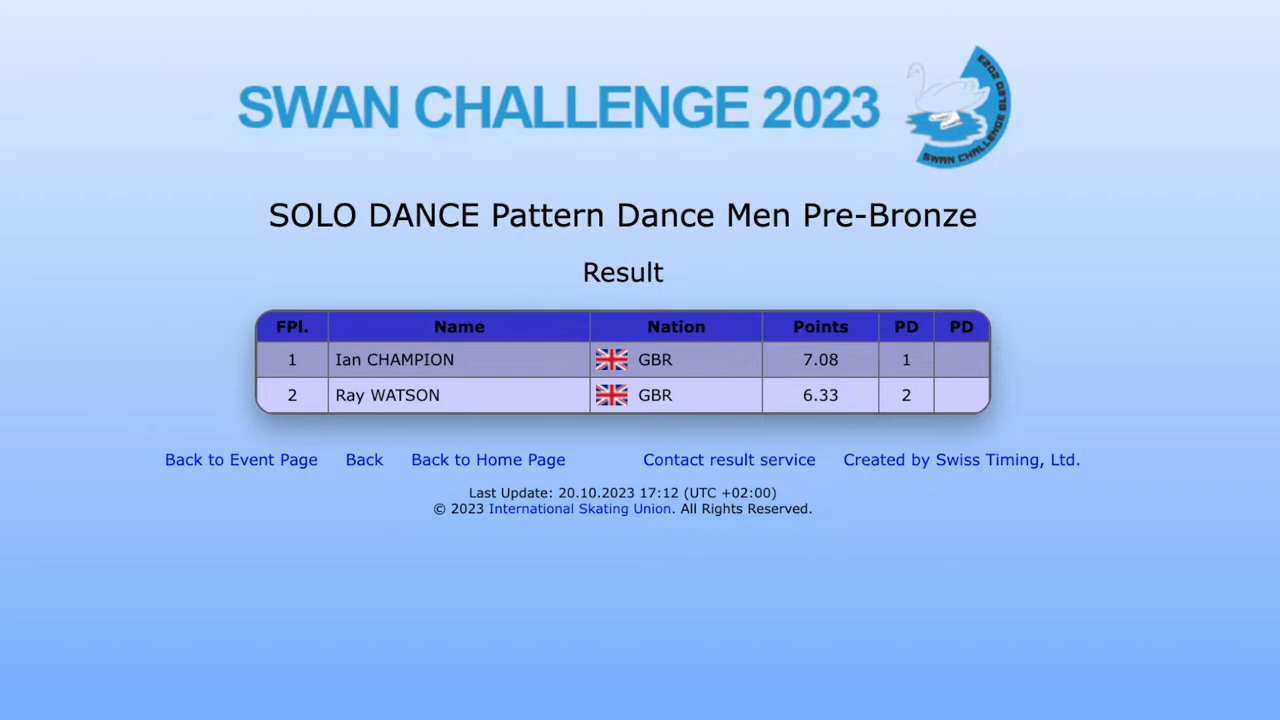 SWAN CHALLENGE 2023
SWAN CHALLENGE BLED 2023
SOLO DANCE Pattern Dance Men Pre-Bronze
Result
FPl. Name Nation Points PD PD
1 Ian CHAMPION GBR 7.08 1
2 Ray WATSON GBR 6.33 2
Back to Event Page Back Back to Home Page Contact result service Created by Swiss Timing, Ltd.
Last Update: 20.10.2023 17:12 (UTC +02:00)
© 2023 International Skating Union. All Rights Reserved.